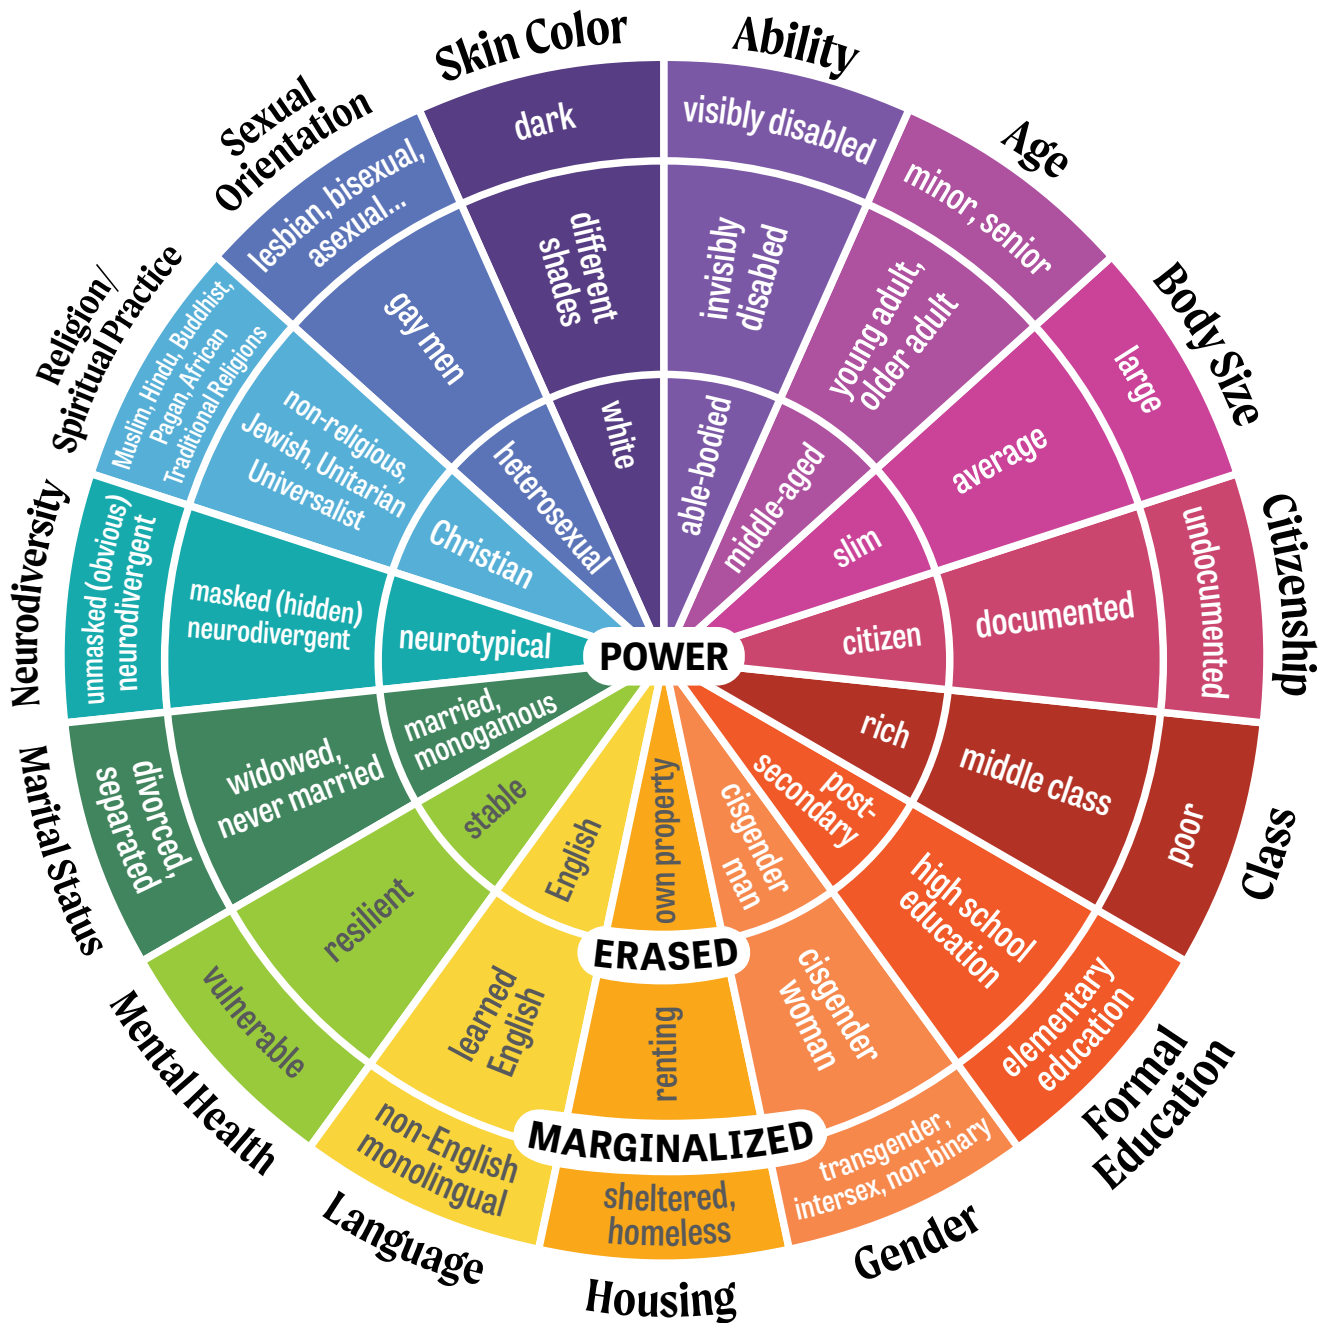 Skin Color
dark
different
shades
white
Ability
visibly disabled
invisibly
disabled
able-bodied
Age
minor, senior
young adult,
older adult
middle-aged
Body Size
large
average
slim
Citizenship
undocumented
documented
citizen
Class
poor
middle class
rich
Formal
Education
elementary
education
high school
education
post-
secondary
Gender
transgender,
intersex, non-binary
cisgender
woman
cisgender
man
Housing
sheltered,
homeless
renting
own property
Language
non-English
monolingual
learned
English
English
Mental Health
vulnerable
resilient
stable
Marital Status
divorced,
separated
widowed,
never married
married,
monogamous
Neurodiversity
unmasked (obvious)
neurodivergent
masked (hidden)
neurodivergent
neurotypical
Religion/
Spiritual Practice
Muslim, Hindu, Buddhist,
Pagan, African
Traditional Religions
non-religious,
Jewish, Unitarian
Universalist
Christian
Sexual
Orientation
lesbian, bisexual,
asexual...
gay men
heterosexual
POWER
ERASED
MARGINALIZED